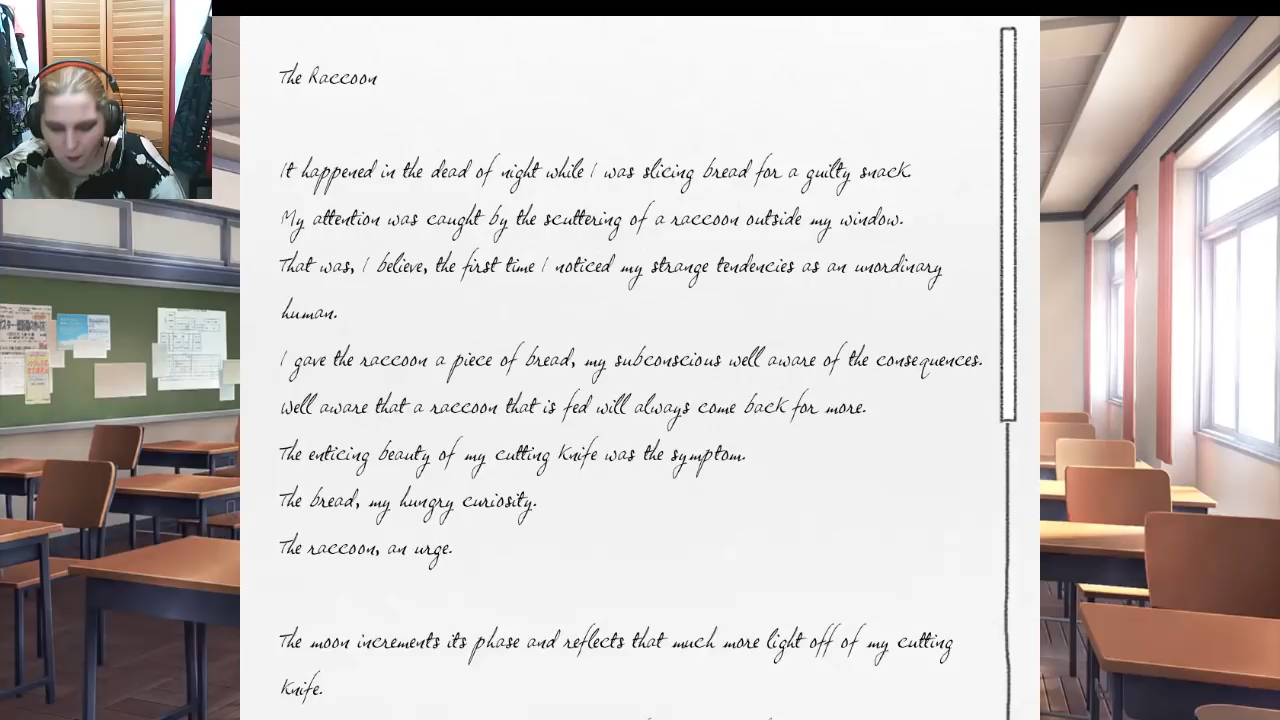 The Raccoon
It happened in the dead of night while I was slicing bread for a guilty snack.
My attention was caught by the scuttering of a raccoon outside my window.
That was, I believe, the first time I noticed my strange tendencies as an unordinary
human.
I gave the raccoon a piece of bread, my subconscious well aware of the consequences.
Well aware that a raccoon that is fed will always come back for more.
The enticing beauty of my cutting knife was the symptom.
The bread, my hungry curiosity.
The raccoon, an urge.
The moon increments its phase and reflects that much more light off of my cutting
knife.